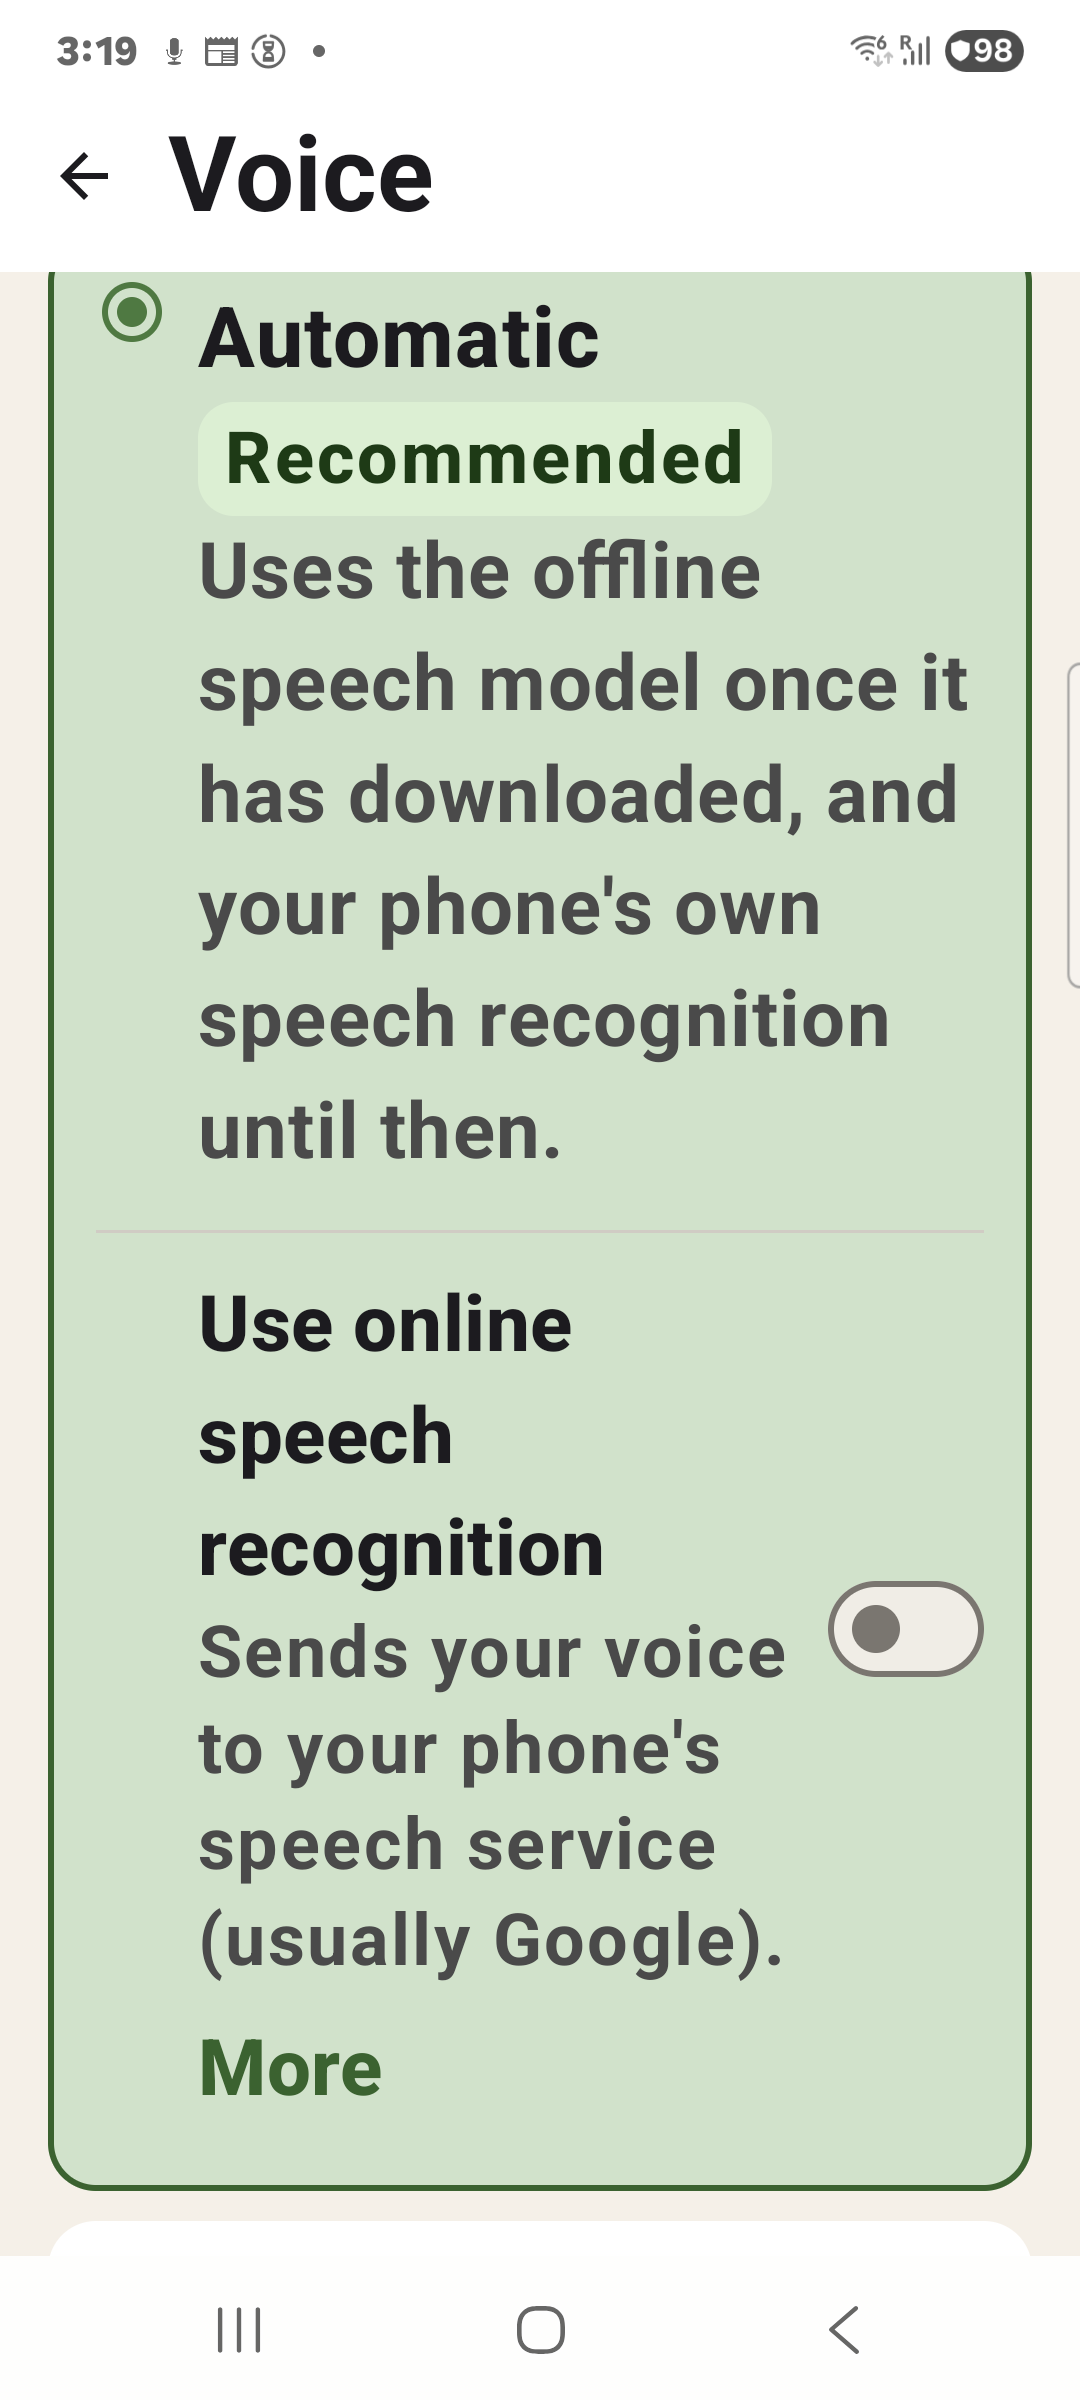 3:19
6
R
98
Voice
Automatic
Recommended
Uses the offline
speech model once it
has downloaded, and
your phone's own
speech recognition
until then.
Use online
speech
recognition
Sends your voice
to your phone's
speech service
(usually Google).
More